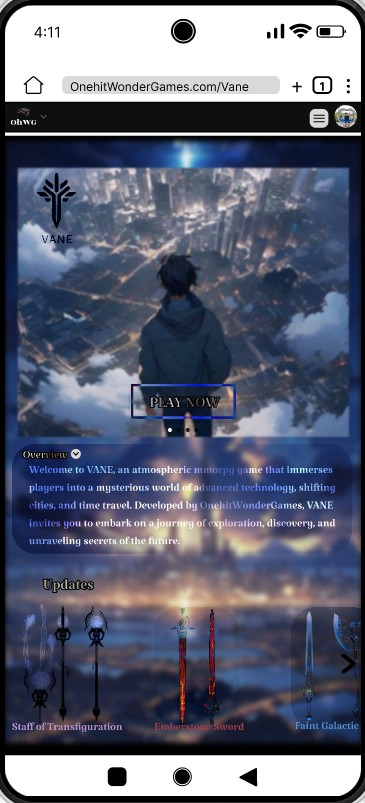 4:11
OnehitWonderGames.com/Vane
1
OhWG
VANE
PLAY NOW
Overview
Welcome to VANE, an atmospheric mmorpg game that immerses
players into a mysterious world of advanced technology, shifting
cities, and time travel. Developed by OnehitWonderGames, VANE
invites you to embark on a journey of exploration, discovery, and
unraveling secrets of the future.
Updates
Staff of Transfiguration
Emberstone Sword
Faint Galactic